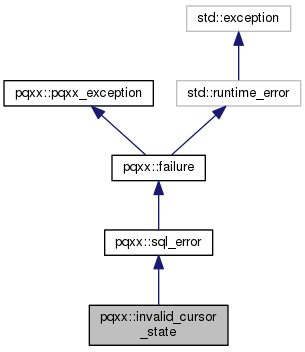 std::exception
pqxx::pqxx_exception
std::runtime_error
pqxx::failure
pqxx::sql_error
pqxx::invalid_cursor
_state